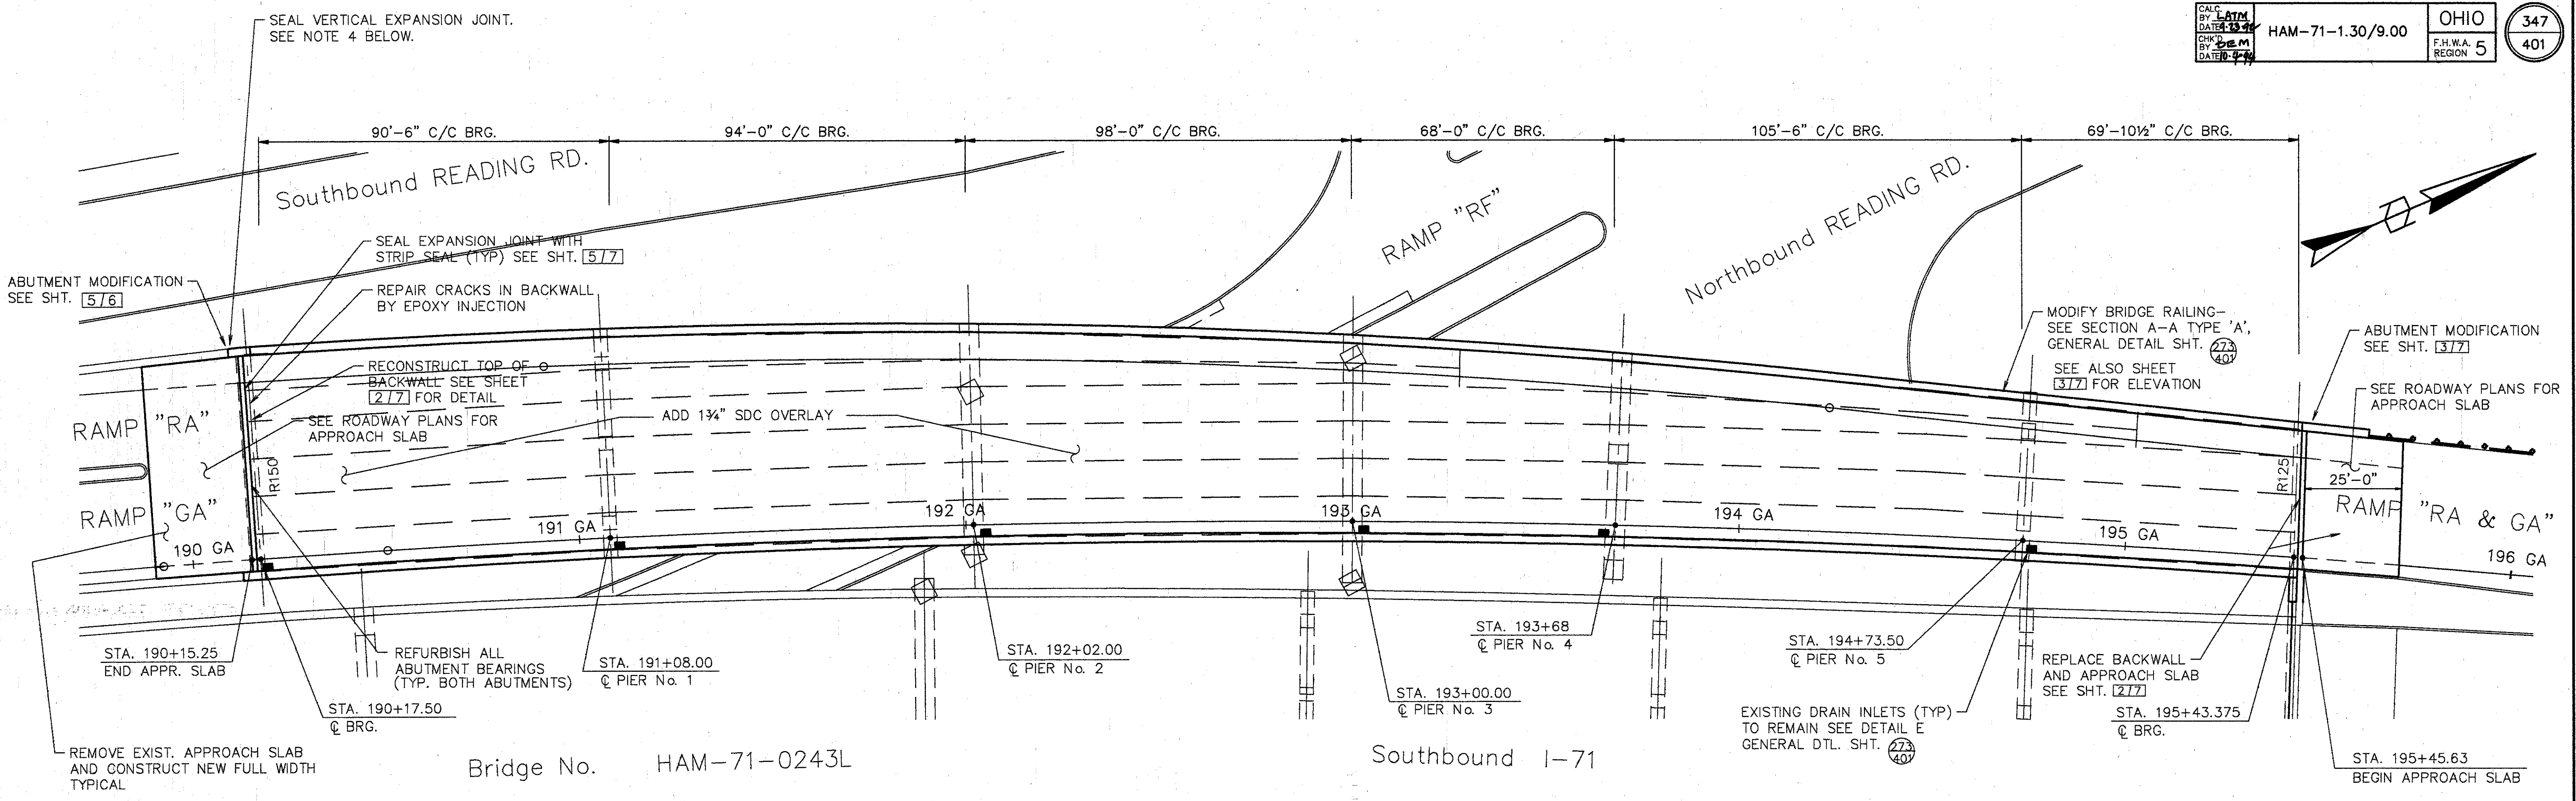 SEAL VERTICAL EXPANSION JOINT.
SEE NOTE 4 BELOW.
CALC.
BY LATM
DATE
CHK'D
BY DEM
DATE
HAM-71-1.30/9.00
OHIO
F.H.W.A.
REGION 5
347
401
90'-6" C/C BRG.
94'-0" C/C BRG.
98'-0" C/C BRG.
68'-0" C/C BRG.
105'-6" C/C BRG.
69'-10½" C/C BRG.
Southbound READING RD.
RAMP "RF"
Northbound READING RD.
SEAL EXPANSION JOINT WITH
STRIP SEAL (TYP) SEE SHT. 5/7
ABUTMENT MODIFICATION
SEE SHT. 5/6
REPAIR CRACKS IN BACKWALL
BY EPOXY INJECTION
RECONSTRUCT TOP OF
BACKWALL SEE SHEET
2/7 FOR DETAIL
SEE ROADWAY PLANS FOR
APPROACH SLAB
ADD 1¾" SDC OVERLAY
MODIFY BRIDGE RAILING-
SEE SECTION A-A TYPE 'A',
GENERAL DETAIL SHT. 273
401
SEE ALSO SHEET
3/7 FOR ELEVATION
ABUTMENT MODIFICATION
SEE SHT. 3/7
SEE ROADWAY PLANS FOR
APPROACH SLAB
RAMP "RA"
RAMP "GA"
R150
R125
25'-0"
RAMP "RA & GA"
190 GA
191 GA
192 GA
193 GA
194 GA
195 GA
196 GA
STA. 190+15.25
END APPR. SLAB
REFURBISH ALL
ABUTMENT BEARINGS
(TYP. BOTH ABUTMENTS)
STA. 190+17.50
℄ BRG.
STA. 191+08.00
℄ PIER No. 1
STA. 192+02.00
℄ PIER No. 2
STA. 193+00.00
℄ PIER No. 3
STA. 193+68
℄ PIER No. 4
STA. 194+73.50
℄ PIER No. 5
REPLACE BACKWALL
AND APPROACH SLAB
SEE SHT. 2/7
EXISTING DRAIN INLETS (TYP)
TO REMAIN SEE DETAIL E
GENERAL DTL. SHT. 273
401
STA. 195+43.375
℄ BRG.
STA. 195+45.63
BEGIN APPROACH SLAB
REMOVE EXIST. APPROACH SLAB
AND CONSTRUCT NEW FULL WIDTH
TYPICAL
Bridge No. HAM-71-0243L
Southbound I-71